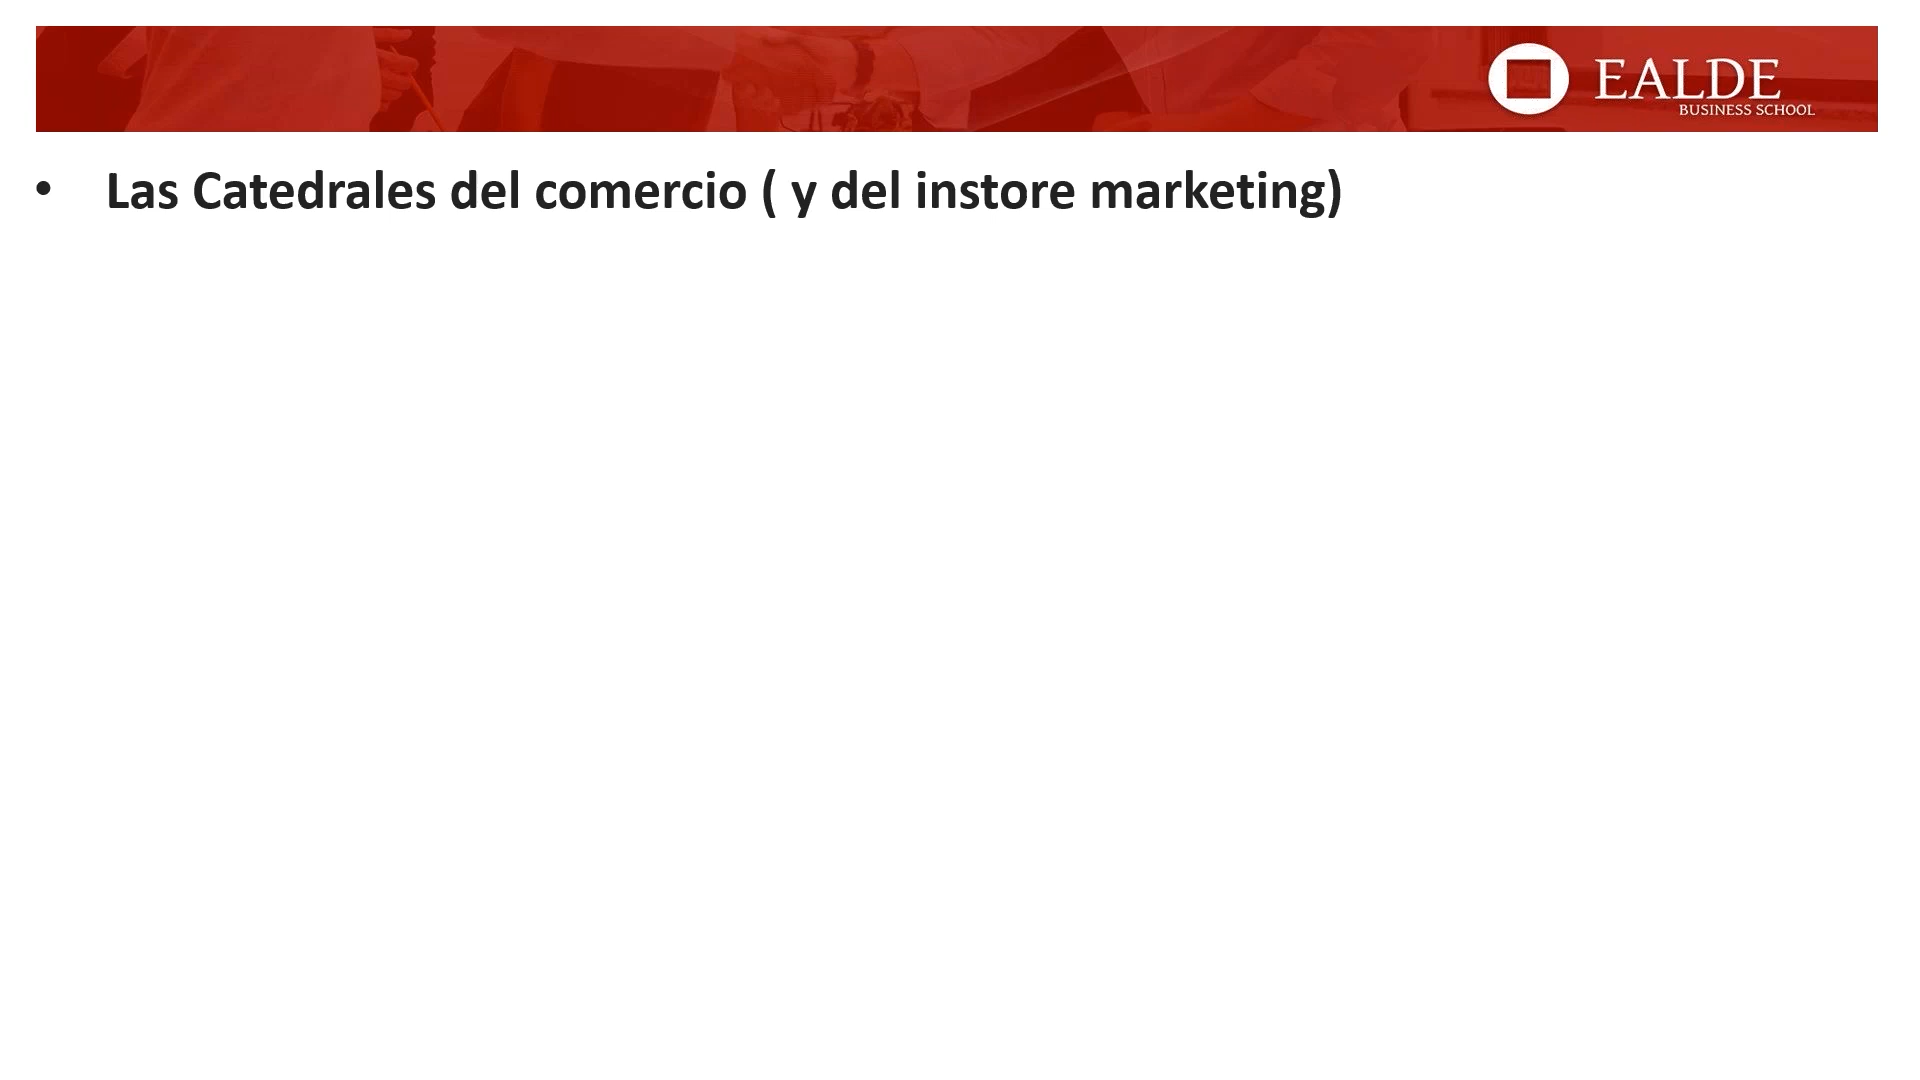 EALDE
BUSINESS SCHOOL
• Las Catedrales del comercio ( y del instore marketing)